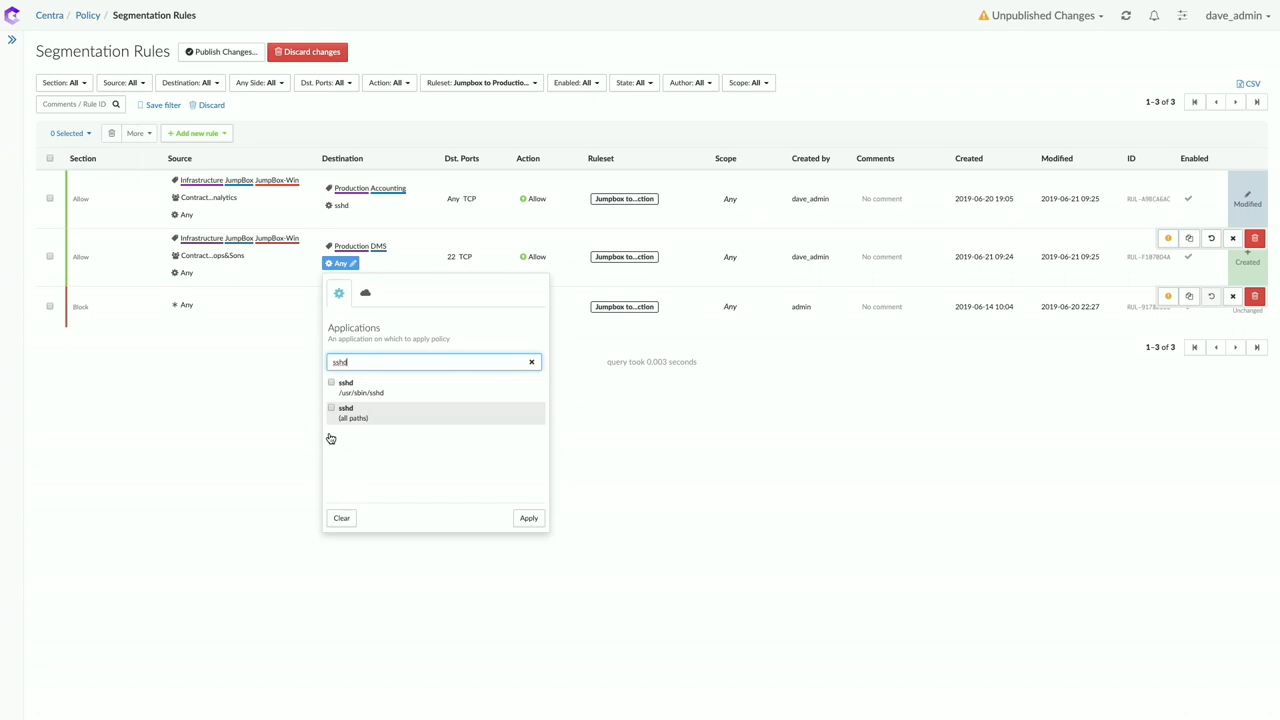 Centra / Policy / Segmentation Rules
Unpublished Changes
dave_admin
Segmentation Rules
Publish Changes...
Discard changes
Section: All
Source: All
Destination: All
Any Side: All
Dst. Ports: All
Action: All
Ruleset: Jumpbox to Productio...
Enabled: All
State: All
Author: All
Scope: All
CSV
Comments / Rule ID
Save filter
Discard
1-3 of 3
0 Selected
More
+ Add new rule
Section Source Destination Dst. Ports Action Ruleset Scope Created by Comments Created Modified ID Enabled
Infrastructure JumpBox JumpBox-Win
Production Accounting
Allow
Contract...nalytics
sshd
Any TCP
Allow
Jumpbox to...ction
Any
dave_admin
No comment
2019-06-20 19:05
2019-06-21 09:25
RUL-A9BCA6AC
Modified
Any
Infrastructure JumpBox JumpBox-Win
Production DMS
Allow
Contract...ops&Sons
Any
22 TCP
Allow
Jumpbox to...ction
Any
dave_admin
No comment
2019-06-21 09:24
2019-06-21 09:25
RUL-F1070D4A
Created
Any
Block
Any
Jumpbox to...ction
Any
admin
No comment
2019-06-14 10:04
2019-06-20 22:27
Unchanged
Applications
An application on which to apply policy
sshd
sshd
/usr/sbin/sshd
sshd
(all paths)
Clear
Apply
1-3 of 3
query took 0.003 seconds